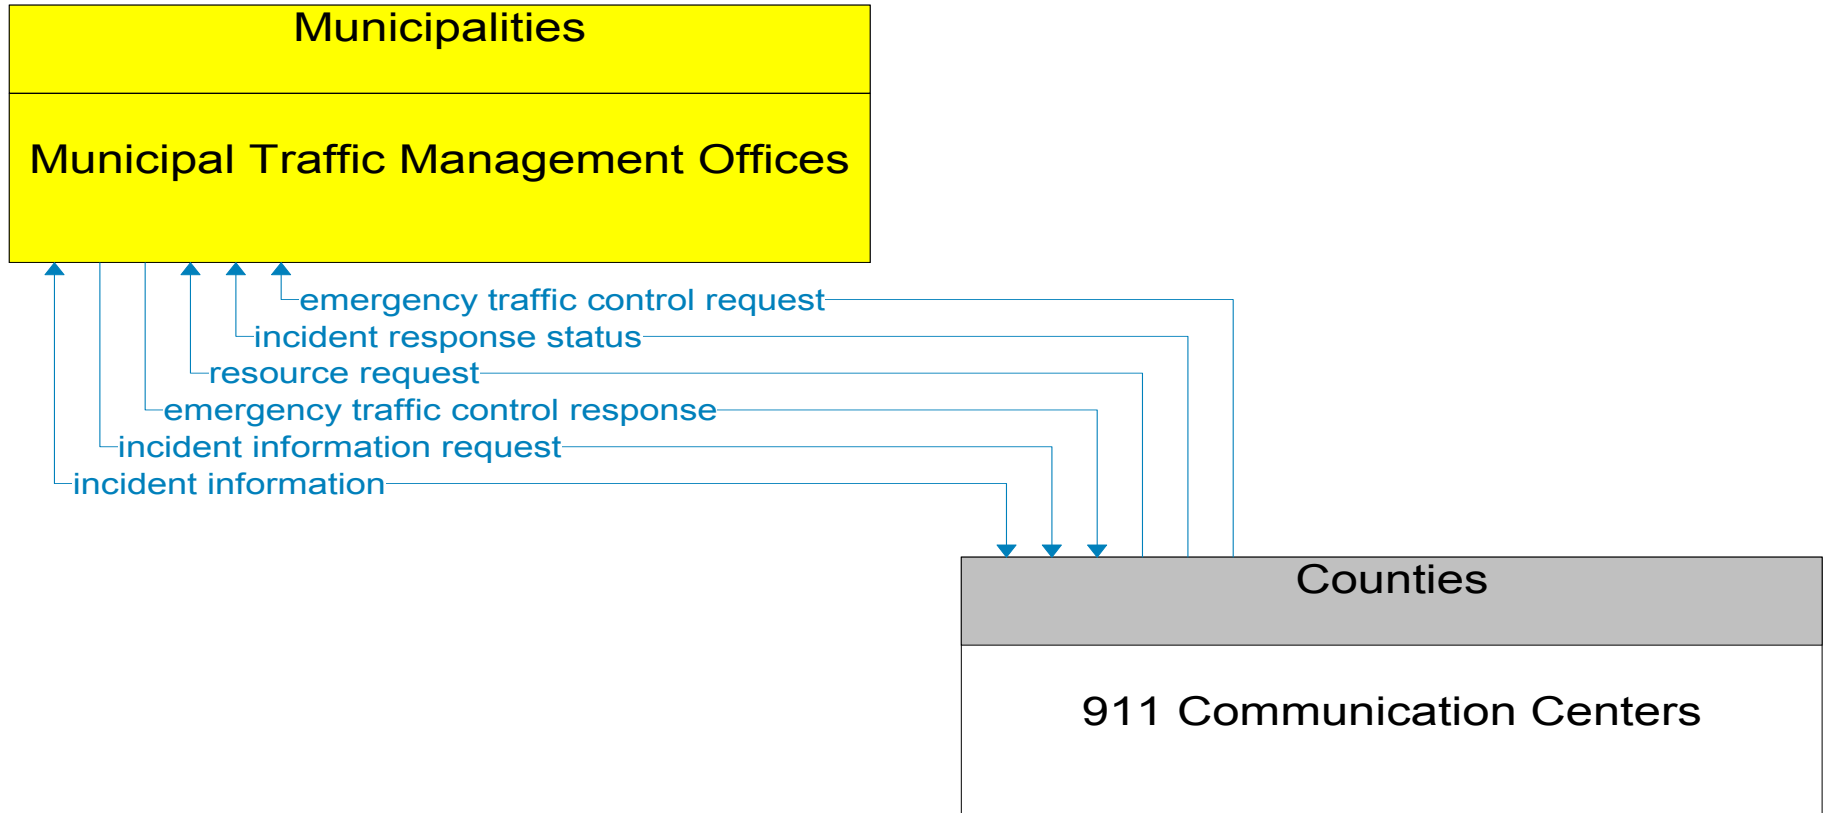 Municipalities
Municipal Traffic Management Offices
emergency traffic control request
incident response status
resource request
emergency traffic control response
incident information request
incident information
Counties
911 Communication Centers